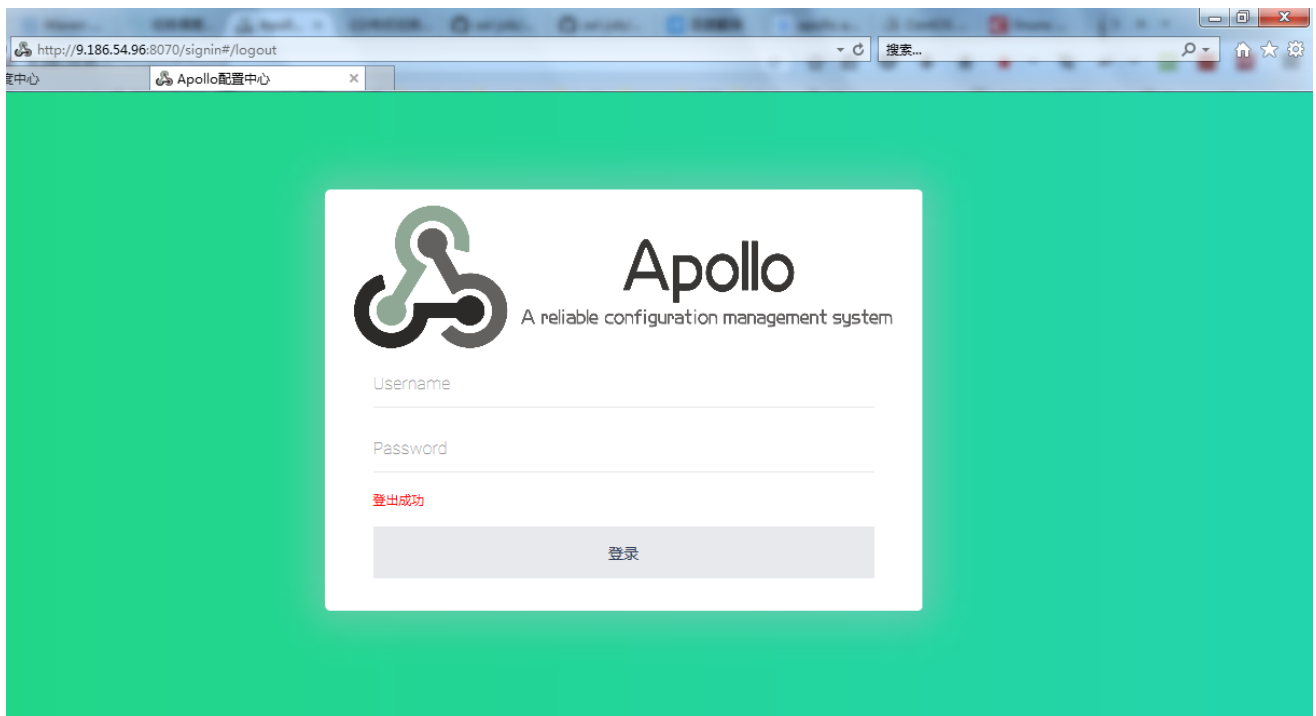 http://9.186.54.96:8070/signin#/logout
搜索...
度中心
Apollo配置中心
Apollo
A reliable configuration management system
Username
Password
登出成功
登录